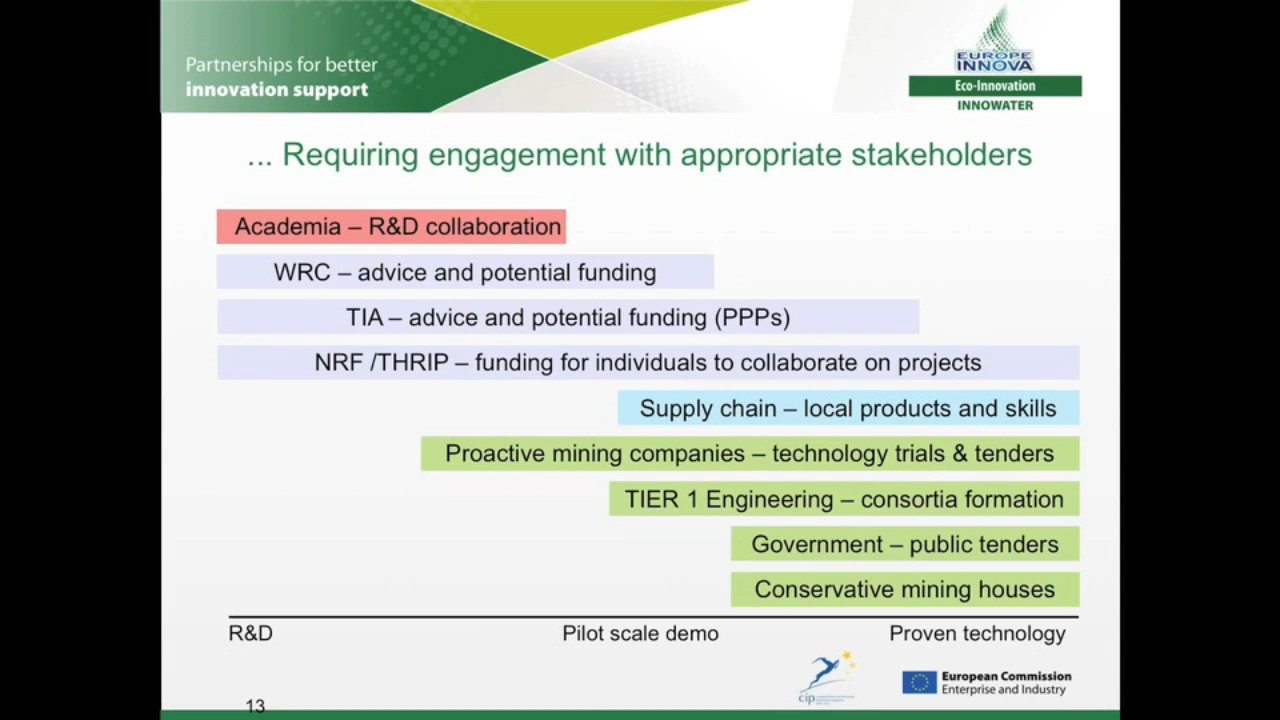 Partnerships for better
innovation support
EUROPE
INNOVA
Eco-Innovation
INNOWATER
... Requiring engagement with appropriate stakeholders
Academia – R&D collaboration
WRC – advice and potential funding
TIA – advice and potential funding (PPPs)
NRF /THRIP – funding for individuals to collaborate on projects
Supply chain – local products and skills
Proactive mining companies – technology trials & tenders
TIER 1 Engineering – consortia formation
Government – public tenders
Conservative mining houses
R&D
Pilot scale demo
Proven technology
cip
European Commission
Enterprise and Industry
13